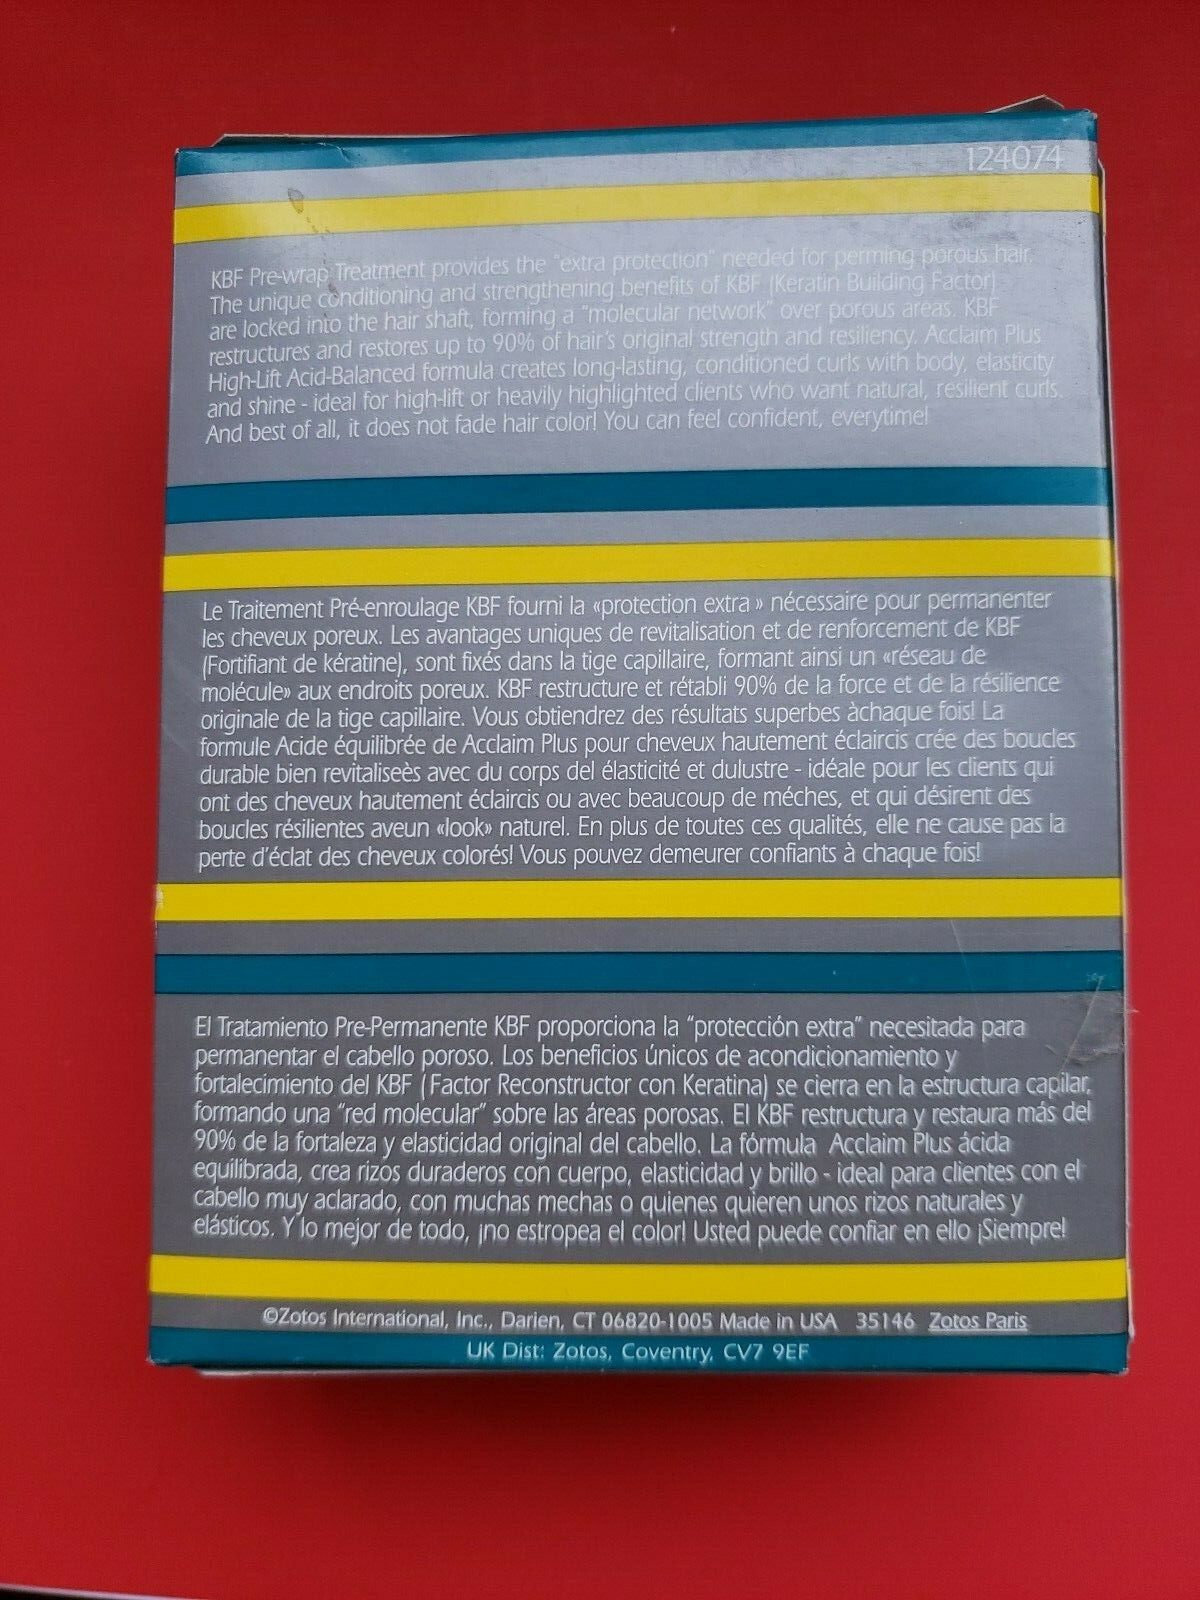 124074
KBF Pre-wrap Treatment provides the "extra protection" needed for perming porous hair.
The unique conditioning and strengthening benefits of KBF (Keratin Building Factor)
are locked into the hair shaft, forming a "molecular network" over porous areas. KBF
restructures and restores up to 90% of hair's original strength and resiliency. Acclaim Plus
High-Lift Acid-Balanced formula creates long-lasting, conditioned curls with body, elasticity
and shine - ideal for high-lift or heavily highlighted clients who want natural, resilient curls.
And best of all, it does not fade hair color! You can feel confident, everytime!
Le Traitement Pré-enroulage KBF fourni la «protection extra» nécessaire pour permanenter
les cheveux poreux. Les avantages uniques de revitalisation et de renforcement de KBF
(Fortifiant de kératine), sont fixés dans la tige capillaire, formant ainsi un «réseau de
molécule» aux endroits poreux. KBF restructure et rétabli 90% de la force et de la résilience
originale de la tige capillaire. Vous obtiendrez des résultats superbes àchaque fois! La
formule Acide équilibrée de Acclaim Plus pour cheveux hautement éclaircis crée des boucles
durable bien revitaliseès avec du corps del élasticité et dulustre - idéale pour les clients qui
ont des cheveux hautement éclaircis ou avec beaucoup de méches, et qui désirent des
boucles résilientes aveun «look» naturel. En plus de toutes ces qualités, elle ne cause pas la
perte d'éclat des cheveux colorés! Vous pouvez demeurer confiants à chaque fois!
El Tratamiento Pre-Permanente KBF proporciona la "protección extra" necesitada para
permanentar el cabello poroso. Los beneficios únicos de acondicionamiento y
fortalecimiento del KBF (Factor Reconstructor con Keratina) se cierra en la estructura capilar,
formando una "red molecular" sobre las áreas porosas. El KBF restructura y restaura más del
90% de la fortaleza y elasticidad original del cabello. La fórmula Acclaim Plus ácida
equilibrada, crea rizos duraderos con cuerpo, elasticidad y brillo - ideal para clientes con el
cabello muy aclarado, con muchas mechas o quienes quieren unos rizos naturales y
elásticos. Y lo mejor de todo, ¡no estropea el color! Usted puede confiar en ello ¡Siempre!
©Zotos International, Inc., Darien, CT 06820-1005 Made in USA 35146 Zotos Paris
UK Dist: Zotos, Coventry, CV7 9EF